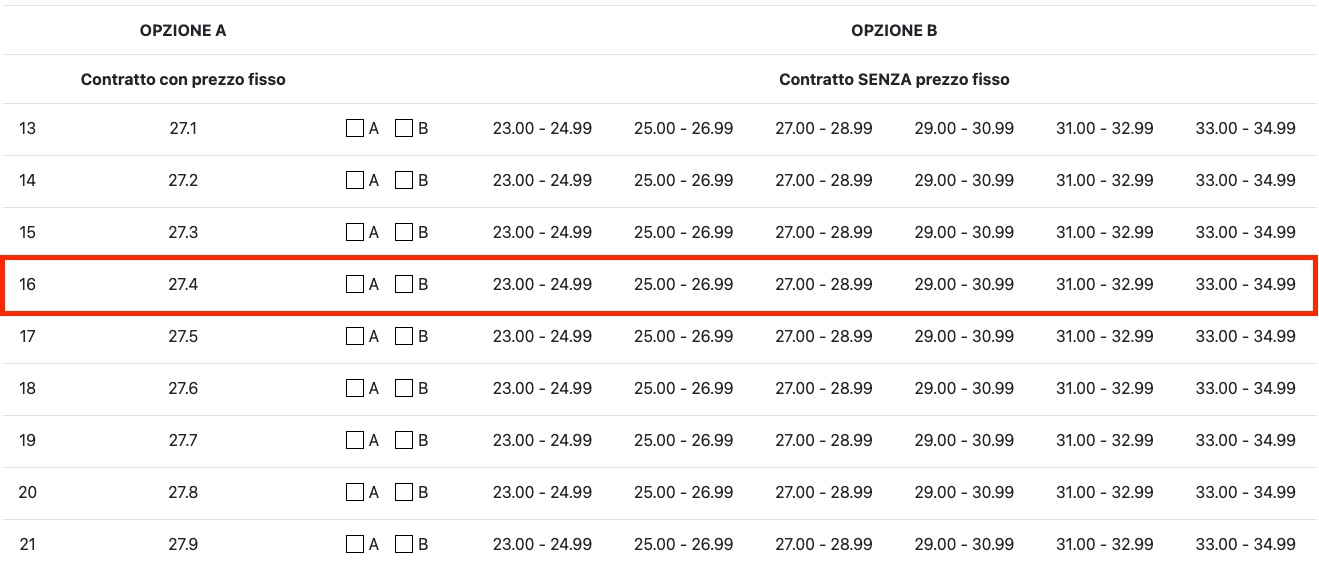 OPZIONE A OPZIONE B
Contratto con prezzo fisso Contratto SENZA prezzo fisso
13 27.1 A B 23.00 - 24.99 25.00 - 26.99 27.00 - 28.99 29.00 - 30.99 31.00 - 32.99 33.00 - 34.99
14 27.2 A B 23.00 - 24.99 25.00 - 26.99 27.00 - 28.99 29.00 - 30.99 31.00 - 32.99 33.00 - 34.99
15 27.3 A B 23.00 - 24.99 25.00 - 26.99 27.00 - 28.99 29.00 - 30.99 31.00 - 32.99 33.00 - 34.99
16 27.4 A B 23.00 - 24.99 25.00 - 26.99 27.00 - 28.99 29.00 - 30.99 31.00 - 32.99 33.00 - 34.99
17 27.5 A B 23.00 - 24.99 25.00 - 26.99 27.00 - 28.99 29.00 - 30.99 31.00 - 32.99 33.00 - 34.99
18 27.6 A B 23.00 - 24.99 25.00 - 26.99 27.00 - 28.99 29.00 - 30.99 31.00 - 32.99 33.00 - 34.99
19 27.7 A B 23.00 - 24.99 25.00 - 26.99 27.00 - 28.99 29.00 - 30.99 31.00 - 32.99 33.00 - 34.99
20 27.8 A B 23.00 - 24.99 25.00 - 26.99 27.00 - 28.99 29.00 - 30.99 31.00 - 32.99 33.00 - 34.99
21 27.9 A B 23.00 - 24.99 25.00 - 26.99 27.00 - 28.99 29.00 - 30.99 31.00 - 32.99 33.00 - 34.99